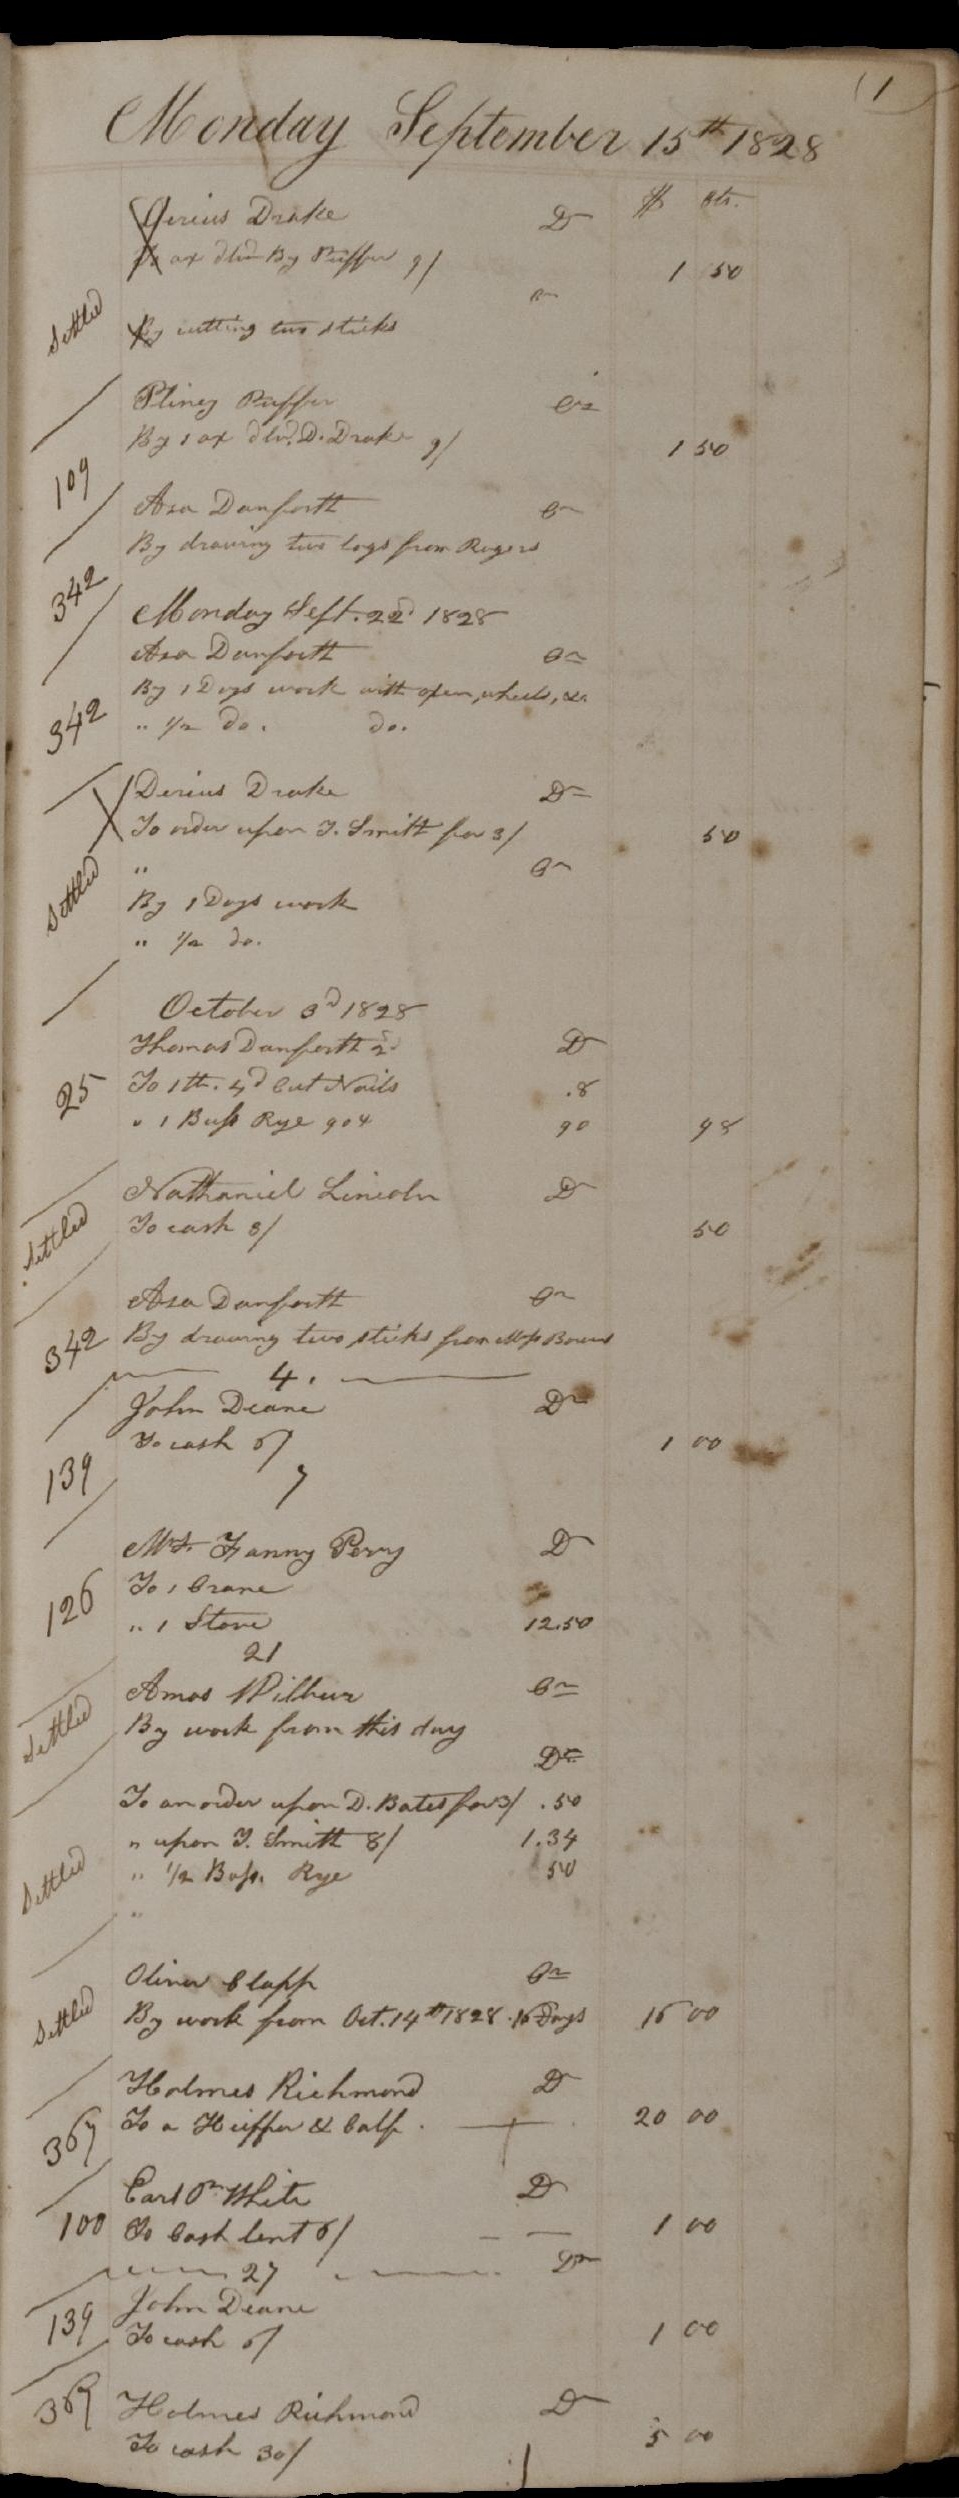 (1
Monday September 15th 1828
$ cts.
Derius Drake Dr
To ax dlvd By Puffer 9/ 1 50
Cr
Settled
By cutting two sticks
Pliney Puffer Cr
By 1 ax dlvd. D. Drake 9/ 1 50
109
Asa Danforth Cr
By drawing two logs from Rogers
342
Monday Sept. 22d 1828
Asa Danforth Cr
By 1 Days work with oxen, wheels, &c.
342 " 1/2 do. do.
Derius Drake Dr
To order upon T. Smith for 3/ 50
" Cr
Settled By 1 Days work
" 1/2 do.
October 3d 1828
Thomas Danforth 2d Dr
25 To 1 lb. 4d Cut Nails .8
" 1 Bush Rye 90 90 98
Nathaniel Lincoln Dr
Settled To cash 3/ 50
Asa Danforth Cr
342 By drawing two sticks from
4.
John Deane Dr
139 To cash 6/ 1 00
7
Mrs. Fanny Perry Dr
126 To 1 Crane
" 1 Stove 12.50
21
Amos Wilbur Cr
Settled By work from this day
Dr
To an order upon D. Bates for 3/ .50
" upon T. Smith 8/ 1.34
Settled " 1/2 Bush. Rye 50
"
Oliver Clapp Cr
Settled By work from Oct. 14th 1828. 16 Days 16 00
Holmes Richmond Dr
367 To a Heiffer & Calf. 20 00
Earl White Dr
100 To Cash lent 6/ 1 00
27 Dr
John Deane
139 To cash 6/ 1 00
367 Holmes Richmond Dr
To cash 30/ 5 00